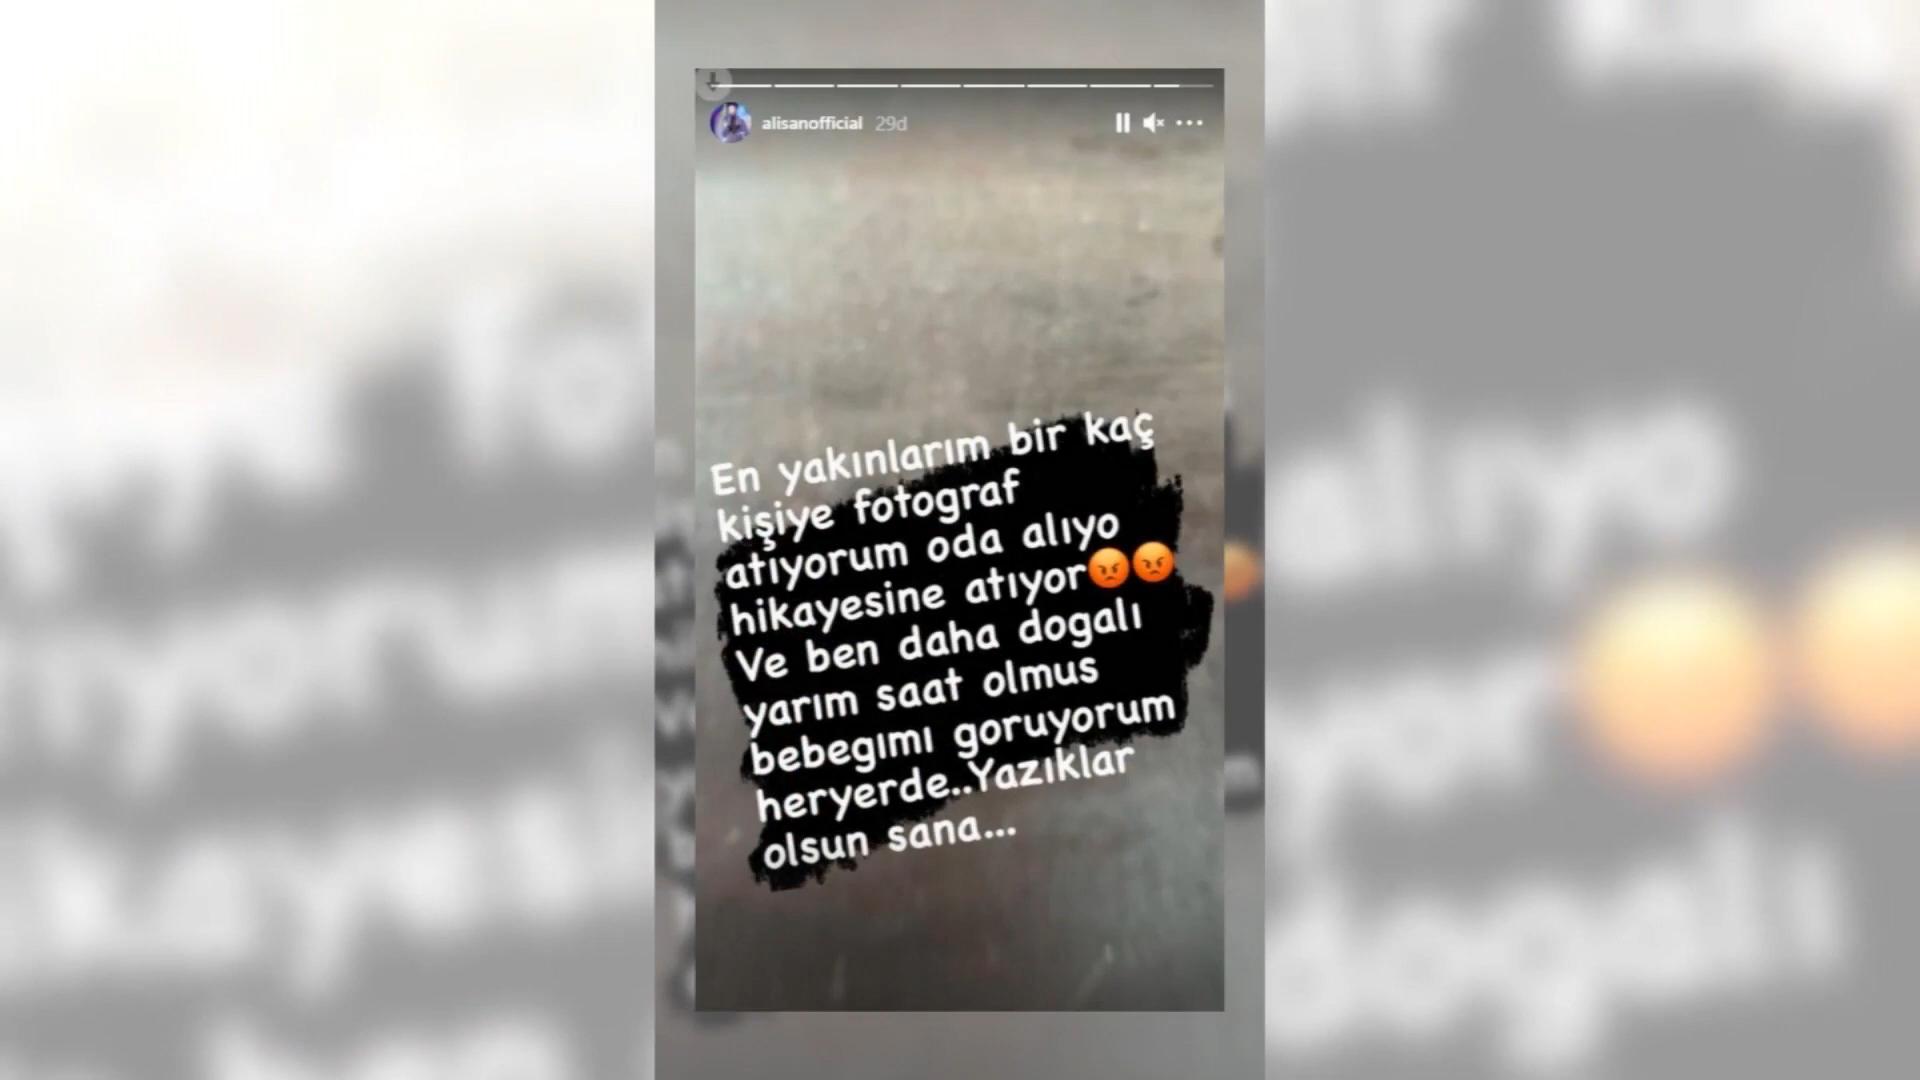 alisanofficial 29d
En yakınlarım bir kaç
kişiye fotograf
atıyorum oda alıyo
hikayesine atıyor😡😡
Ve ben daha dogalı
yarım saat olmus
bebegımı goruyorum
heryerde..Yazıklar
olsun sana...